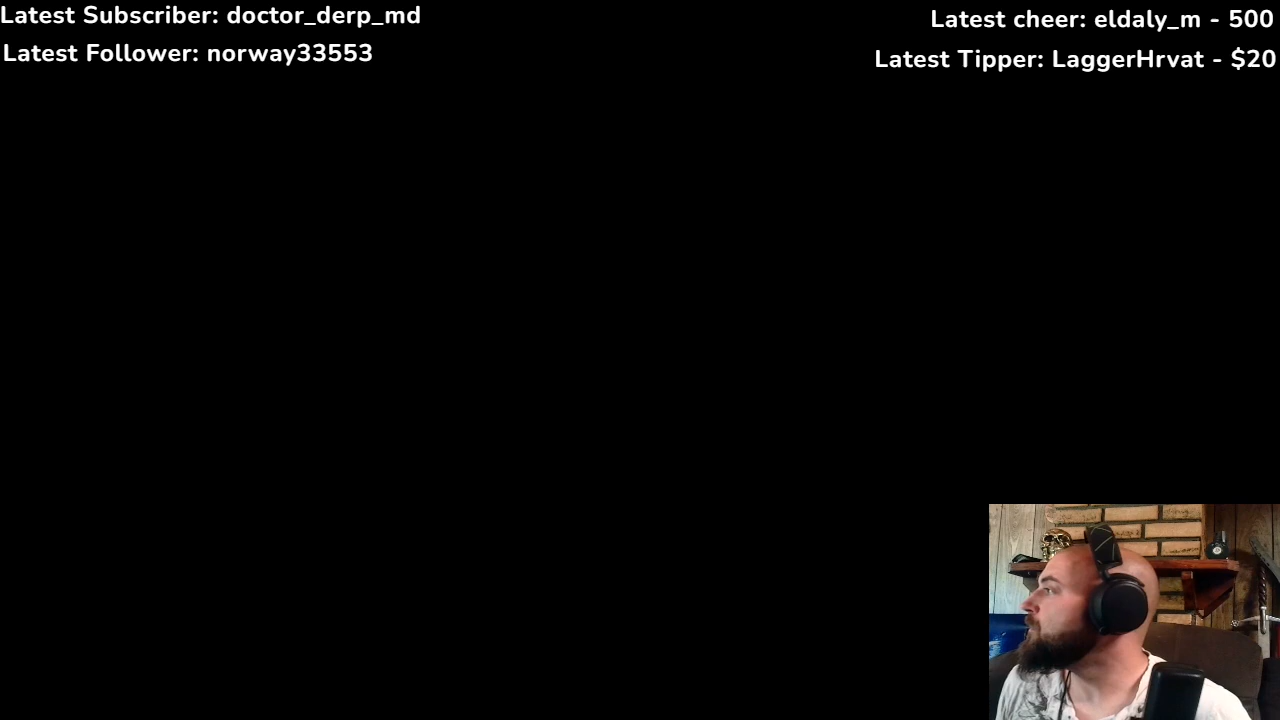 Latest Subscriber: doctor_derp_md
Latest Follower: norway33553
Latest cheer: eldaly_m - 500
Latest Tipper: LaggerHrvat - $20